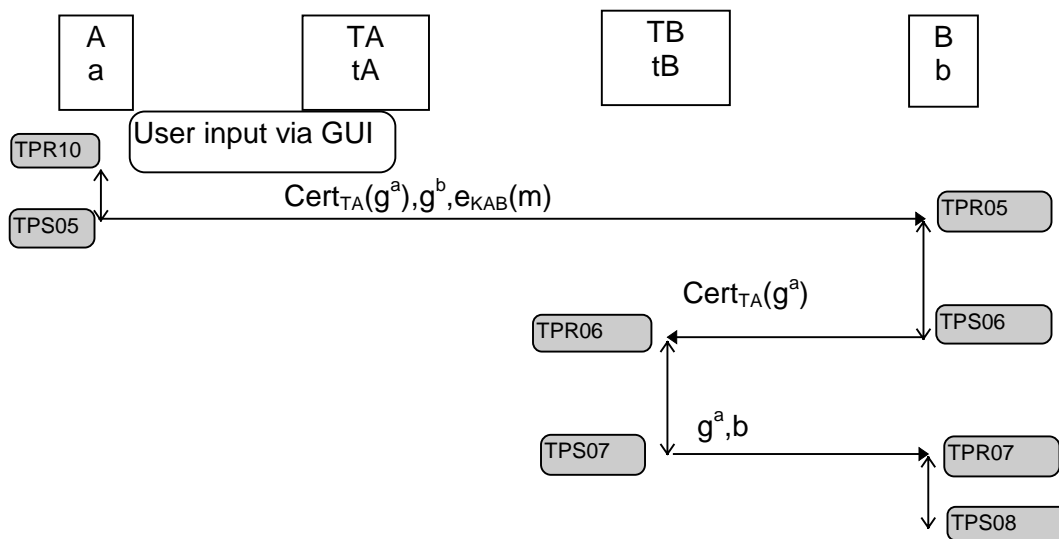 A
a
TA
tA
TB
tB
B
b
User input via GUI
TPR10
Cert_TA(g^a),g^b,e_KAB(m)
TPS05
TPR05
Cert_TA(g^a)
TPR06
TPS06
g^a,b
TPS07
TPR07
TPS08